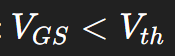 : V_{GS} < V_{th}